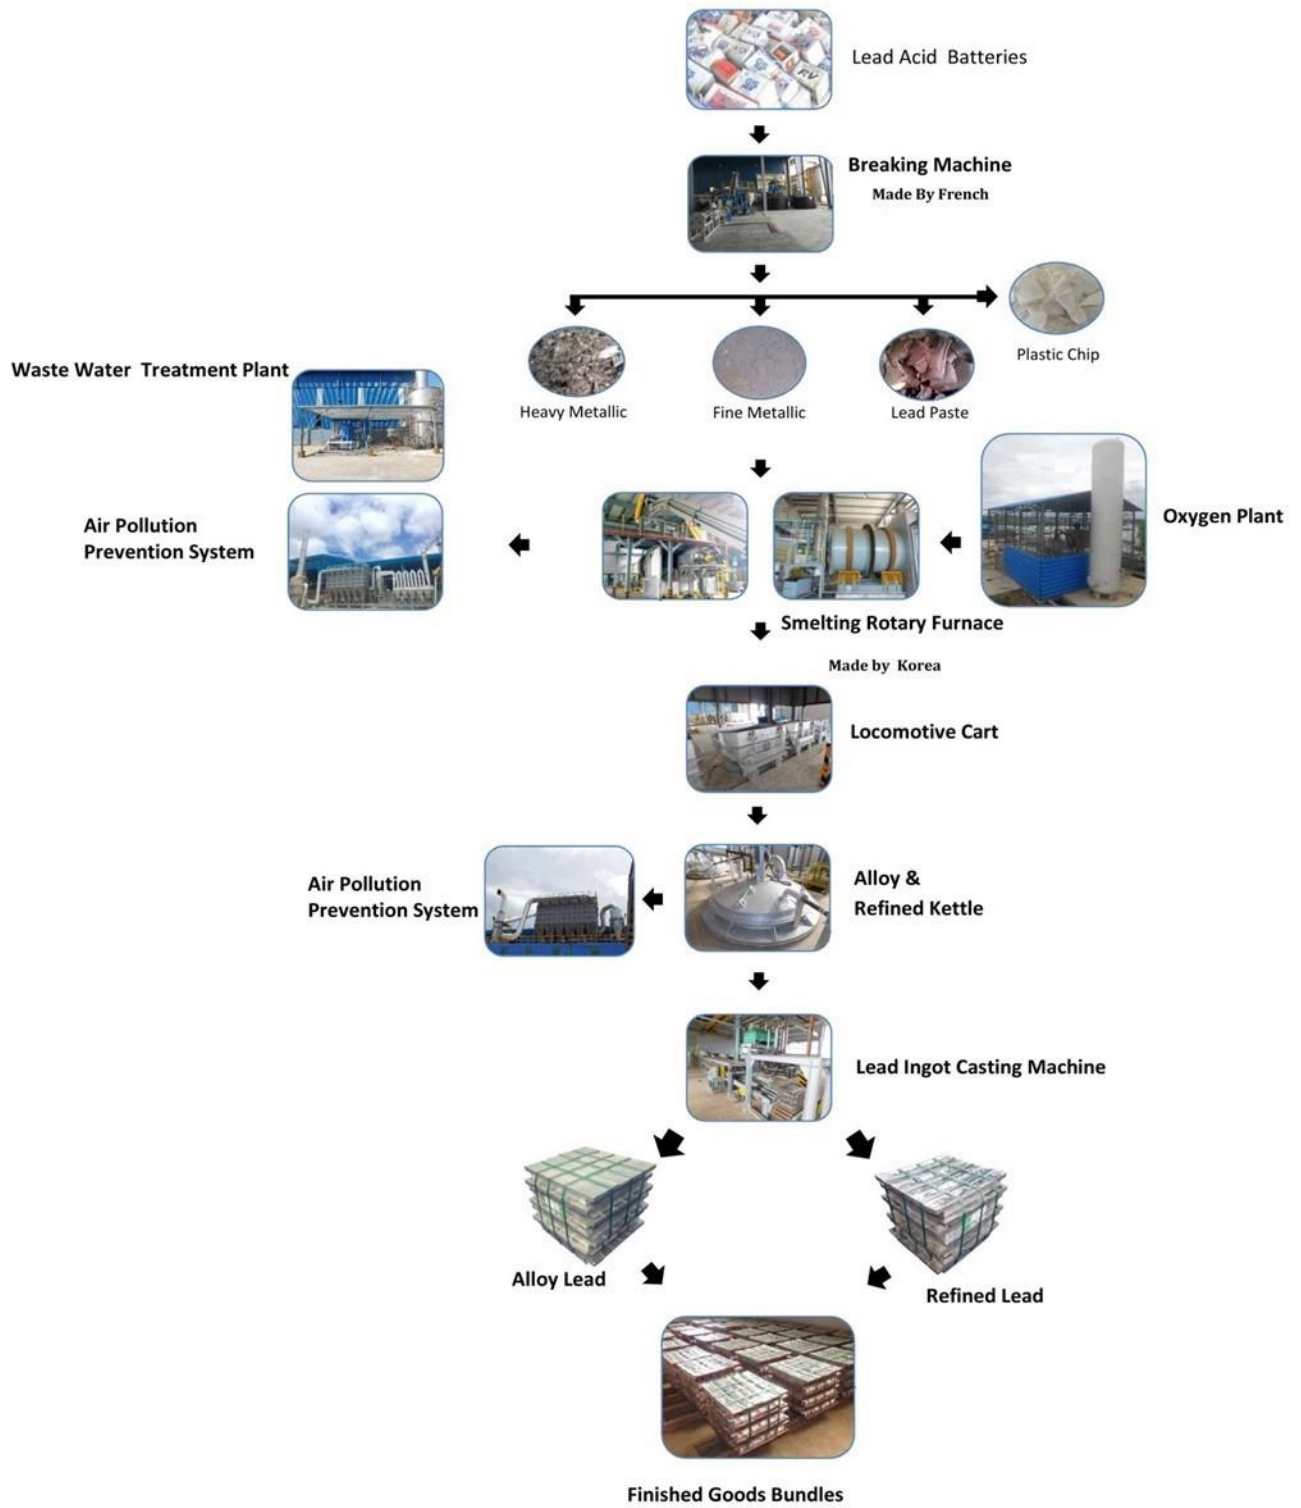 Lead Acid Batteries
Breaking Machine
Made By French
Plastic Chip
Heavy Metallic
Fine Metallic
Lead Paste
Waste Water Treatment Plant
Air Pollution
Prevention System
Oxygen Plant
Smelting Rotary Furnace
Made by Korea
Locomotive Cart
Air Pollution
Prevention System
Alloy &
Refined Kettle
Lead Ingot Casting Machine
Alloy Lead
Refined Lead
Finished Goods Bundles